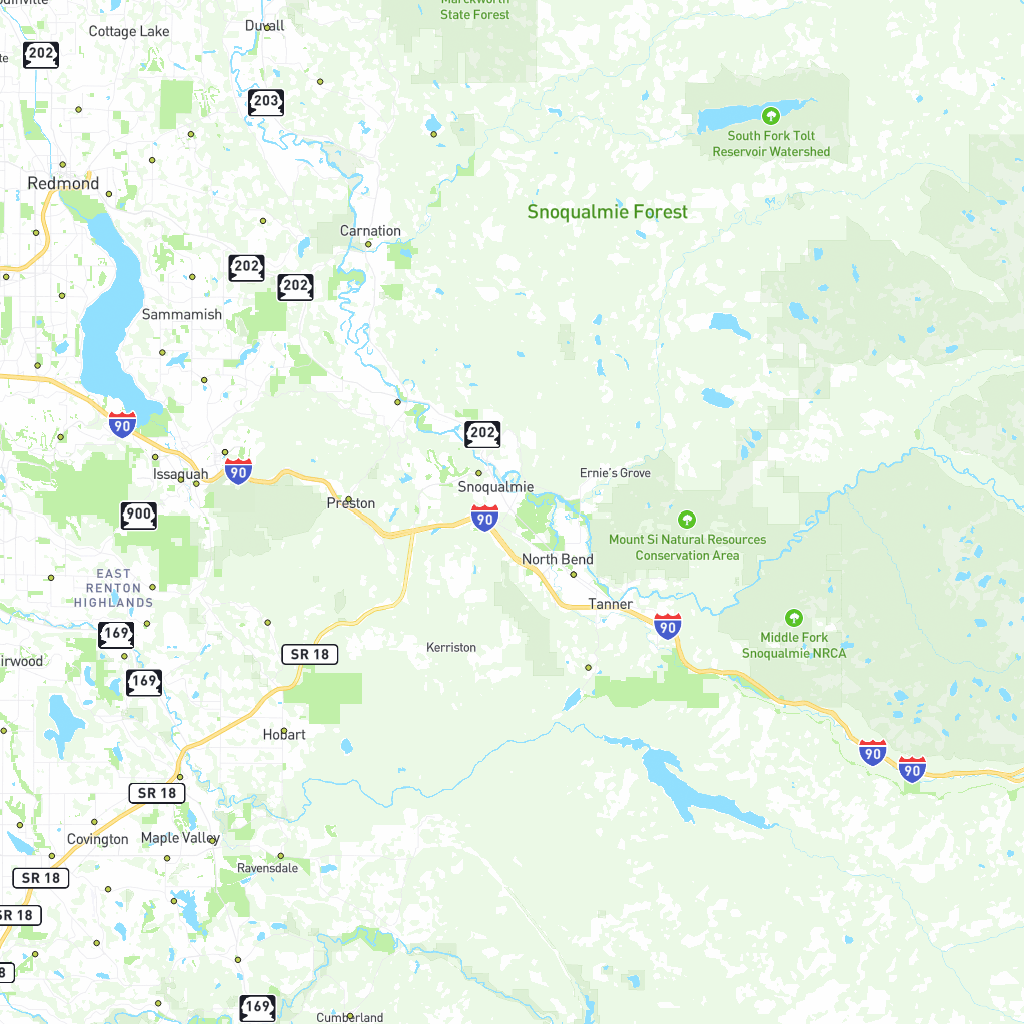 Marckworth
State Forest
Duvall
Cottage Lake
202
203
South Fork Tolt
Reservoir Watershed
Redmond
Snoqualmie Forest
Carnation
202
202
Sammamish
90
202
Issaquah
90
Ernie's Grove
Snoqualmie
Preston
900
90
Mount Si Natural Resources
Conservation Area
North Bend
EAST
RENTON
HIGHLANDS
Tanner
169
90
Middle Fork
Snoqualmie NRCA
Kerriston
SR 18
irwood
169
Hobart
90
90
SR 18
Covington
Maple Valley
Ravensdale
SR 18
SR 18
8
169
Cumberland